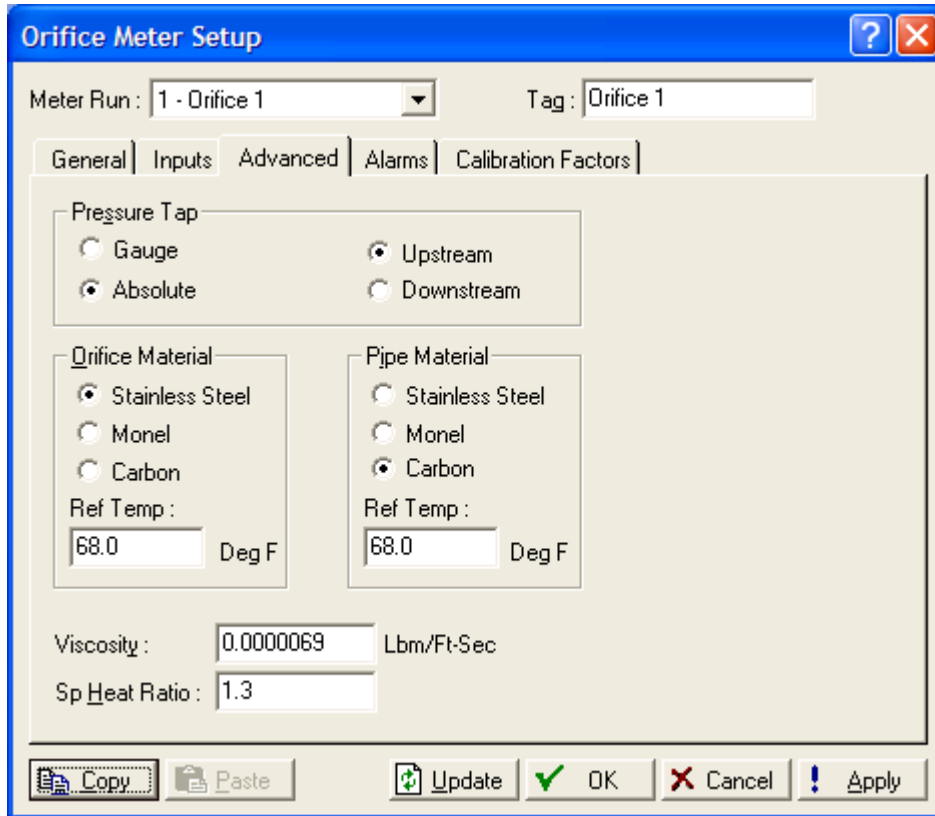 Orifice Meter Setup
Meter Run : 1 - Orifice 1 Tag : Orifice 1
General Inputs Advanced Alarms Calibration Factors
Pressure Tap
Gauge Upstream
Absolute Downstream
Orifice Material Pipe Material
Stainless Steel Stainless Steel
Monel Monel
Carbon Carbon
Ref Temp : Ref Temp :
68.0 Deg F 68.0 Deg F
Viscosity : 0.0000069 Lbm/Ft-Sec
Sp Heat Ratio : 1.3
Copy Paste Update OK Cancel Apply